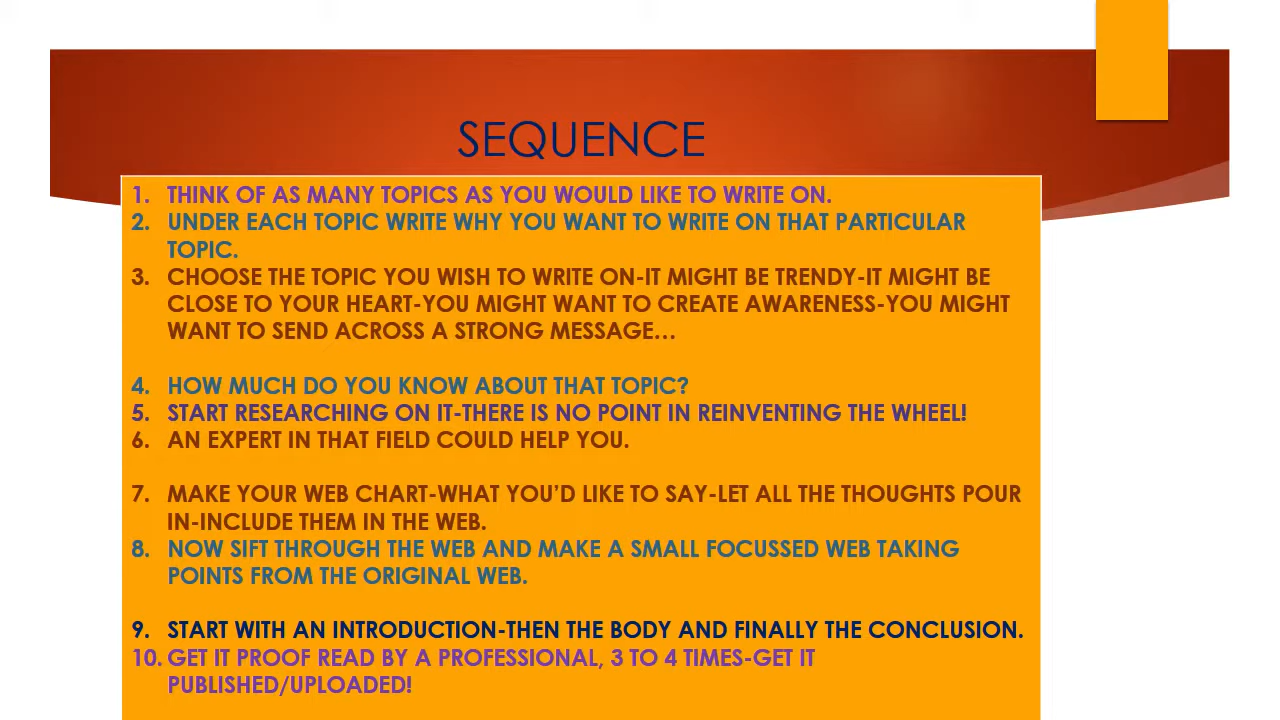 SEQUENCE
1. THINK OF AS MANY TOPICS AS YOU WOULD LIKE TO WRITE ON.
2. UNDER EACH TOPIC WRITE WHY YOU WANT TO WRITE ON THAT PARTICULAR
TOPIC.
3. CHOOSE THE TOPIC YOU WISH TO WRITE ON-IT MIGHT BE TRENDY-IT MIGHT BE
CLOSE TO YOUR HEART-YOU MIGHT WANT TO CREATE AWARENESS-YOU MIGHT
WANT TO SEND ACROSS A STRONG MESSAGE…
4. HOW MUCH DO YOU KNOW ABOUT THAT TOPIC?
5. START RESEARCHING ON IT-THERE IS NO POINT IN REINVENTING THE WHEEL!
6. AN EXPERT IN THAT FIELD COULD HELP YOU.
7. MAKE YOUR WEB CHART-WHAT YOU’D LIKE TO SAY-LET ALL THE THOUGHTS POUR
IN-INCLUDE THEM IN THE WEB.
8. NOW SIFT THROUGH THE WEB AND MAKE A SMALL FOCUSSED WEB TAKING
POINTS FROM THE ORIGINAL WEB.
9. START WITH AN INTRODUCTION-THEN THE BODY AND FINALLY THE CONCLUSION.
10. GET IT PROOF READ BY A PROFESSIONAL, 3 TO 4 TIMES-GET IT
PUBLISHED/UPLOADED!